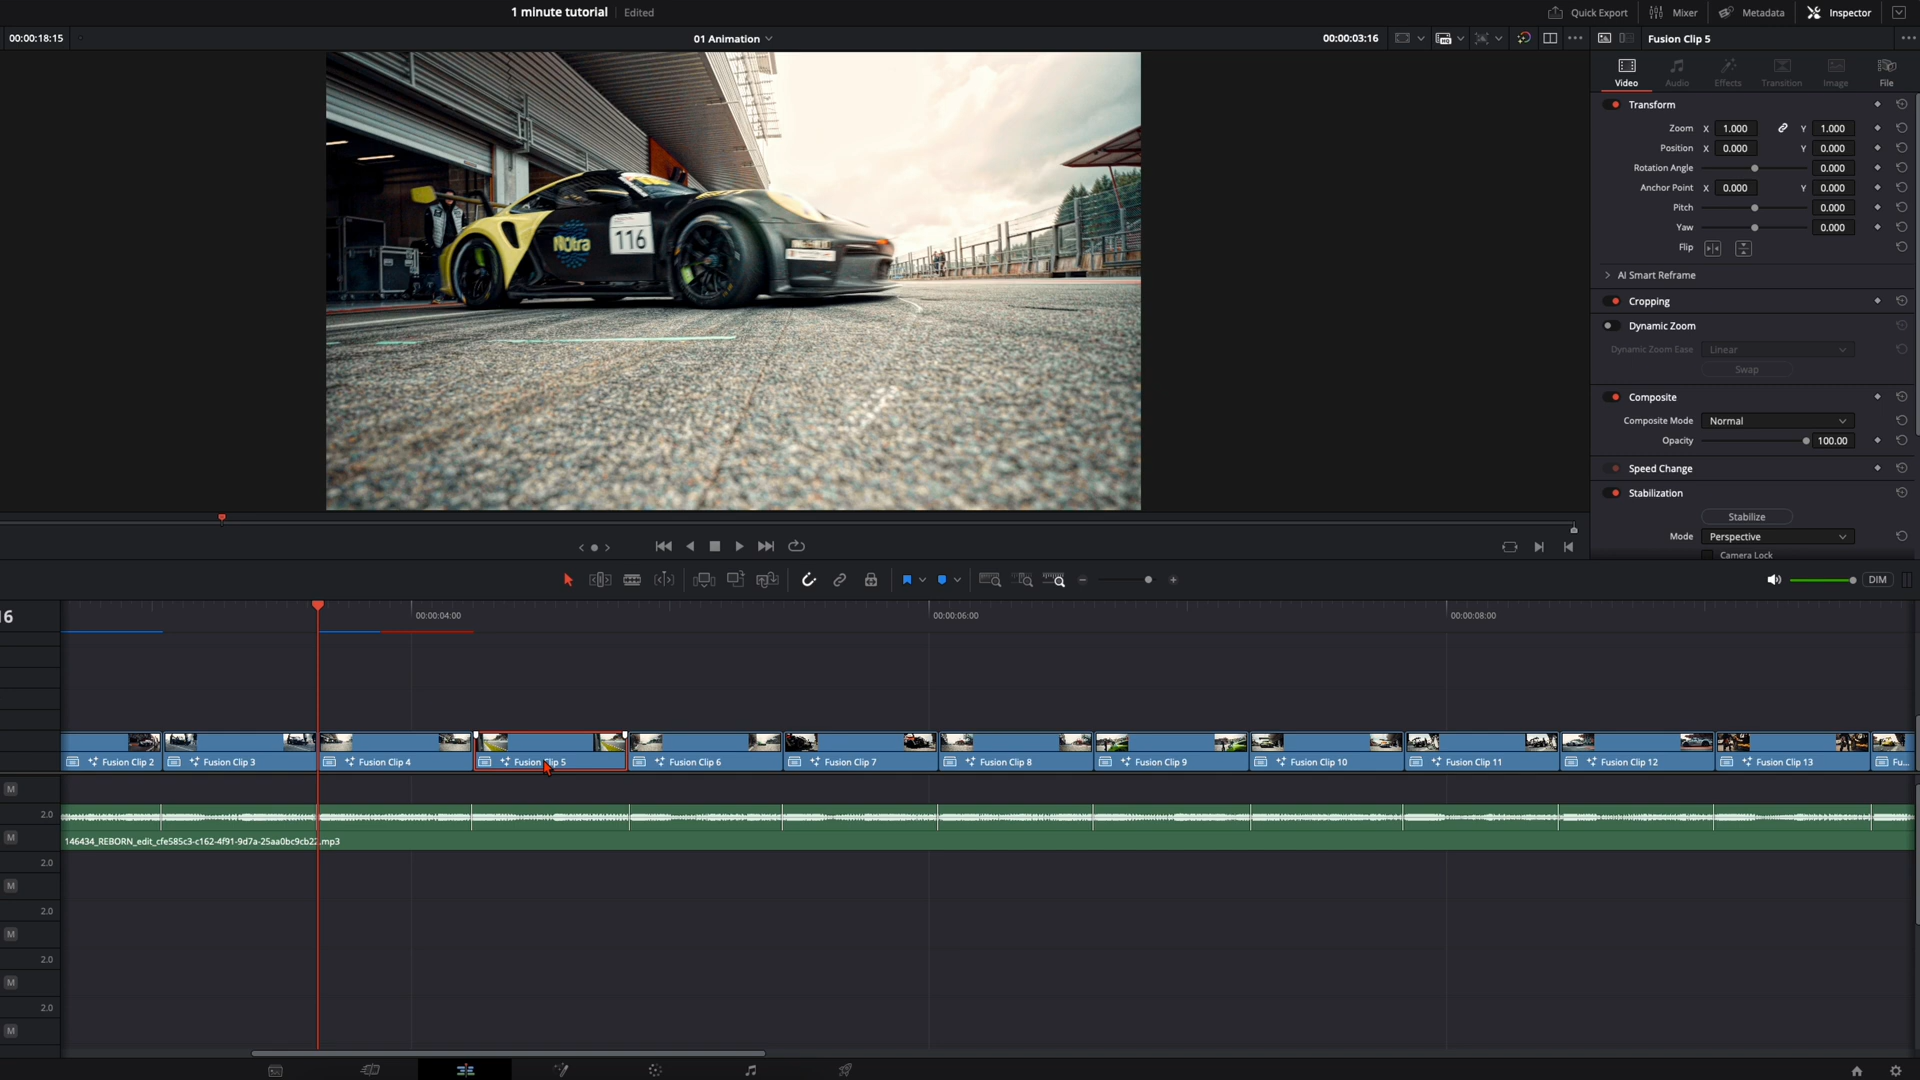 1 minute tutorial Edited
Quick Export Mixer Metadata Inspector
00:00:18:15 01 Animation 00:00:03:16 Fusion Clip 5
Video Audio Effects Transition Image File
Transform
Zoom X 1.000 Y 1.000
Position X 0.000 Y 0.000
Rotation Angle 0.000
Anchor Point X 0.000 Y 0.000
Pitch 0.000
Yaw 0.000
Flip
AI Smart Reframe
Cropping
Dynamic Zoom
Dynamic Zoom Ease Linear
Swap
Composite
Composite Mode Normal
Opacity 100.00
Speed Change
Stabilization
Stabilize
Mode Perspective
Camera Lock
116
DIM
16 00:00:04:00 00:00:06:00 00:00:08:00
Fusion Clip 2 Fusion Clip 3 Fusion Clip 4 Fusion Clip 5 Fusion Clip 6 Fusion Clip 7 Fusion Clip 8 Fusion Clip 9 Fusion Clip 10 Fusion Clip 11 Fusion Clip 12 Fusion Clip 13 Fu...
M
2.0
M
146434_REBORN_edit_cfe585c3-c162-4f91-9d7a-25aa0bc9cb22.mp3
2.0
M
2.0
M
2.0
M
2.0
M